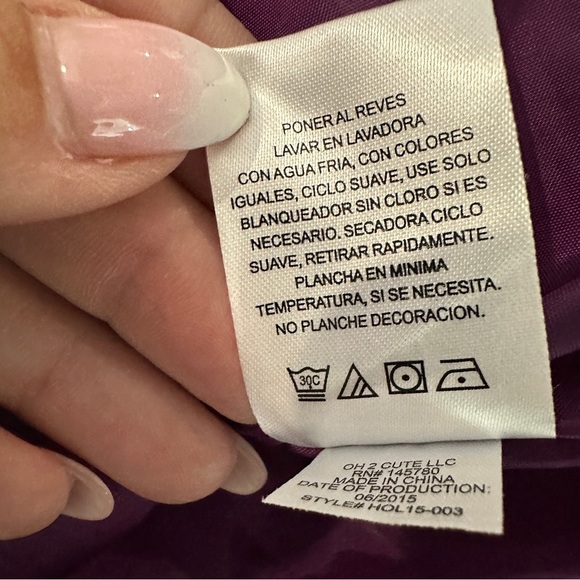 PONER AL REVES
LAVAR EN LAVADORA
CON AGUA FRIA, CON COLORES
IGUALES, CICLO SUAVE, USE SOLO
BLANQUEADOR SIN CLORO SI ES
NECESARIO. SECADORA CICLO
SUAVE, RETIRAR RAPIDAMENTE.
PLANCHA EN MINIMA
TEMPERATURA, SI SE NECESITA.
NO PLANCHE DECORACION.
30C
OH 2 CUTE LLC
RN# 145780
MADE IN CHINA
DATE OF PRODUCTION:
06/2015
STYLE# HOL15-003